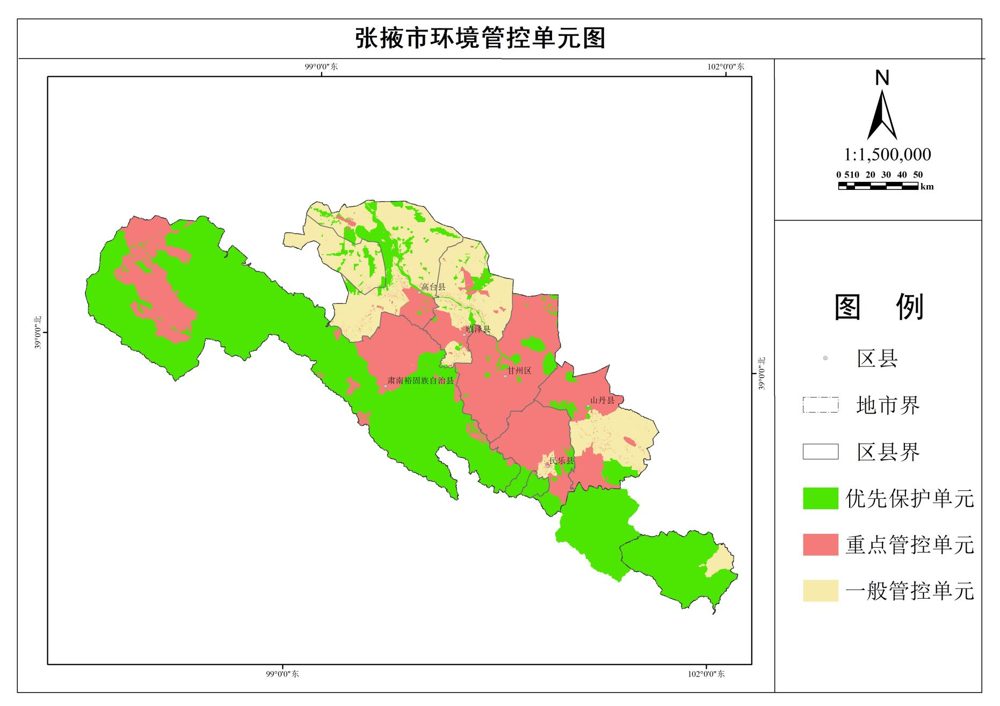 张掖市环境管控单元图
99°0'0"东
102°0'0"东
N
1:1,500,000
0 510 20 30 40 50
km
图 例
区县
地市界
区县界
优先保护单元
重点管控单元
一般管控单元
39°0'0"北
39°0'0"北
高台县
临泽县
甘州区
肃南裕固族自治县
山丹县
民乐县
99°0'0"东
102°0'0"东